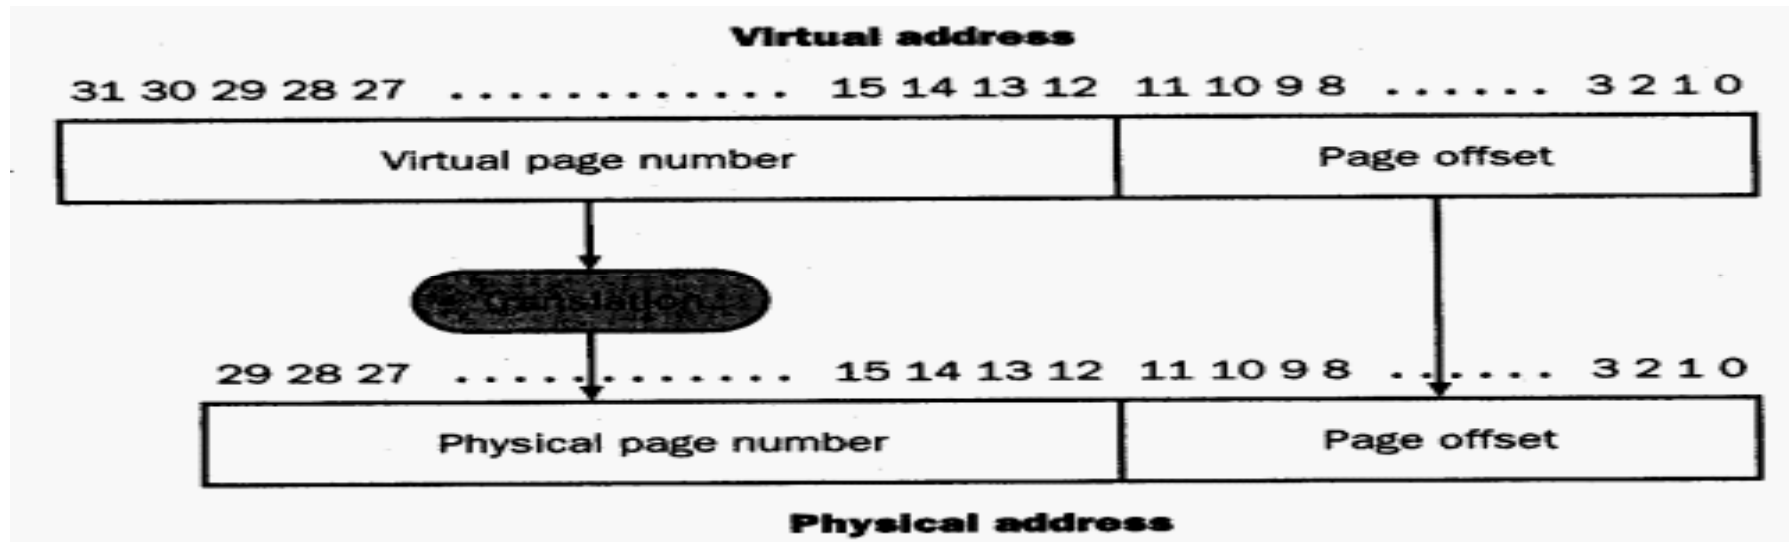 Virtual address
31 30 29 28 27 . . . . . . . . . . . . 15 14 13 12 11 10 9 8 . . . . . . 3 2 1 0
Virtual page number Page offset
Translation
29 28 27 . . . . . . . . . . . . 15 14 13 12 11 10 9 8 . . . . . . 3 2 1 0
Physical page number Page offset
Physical address